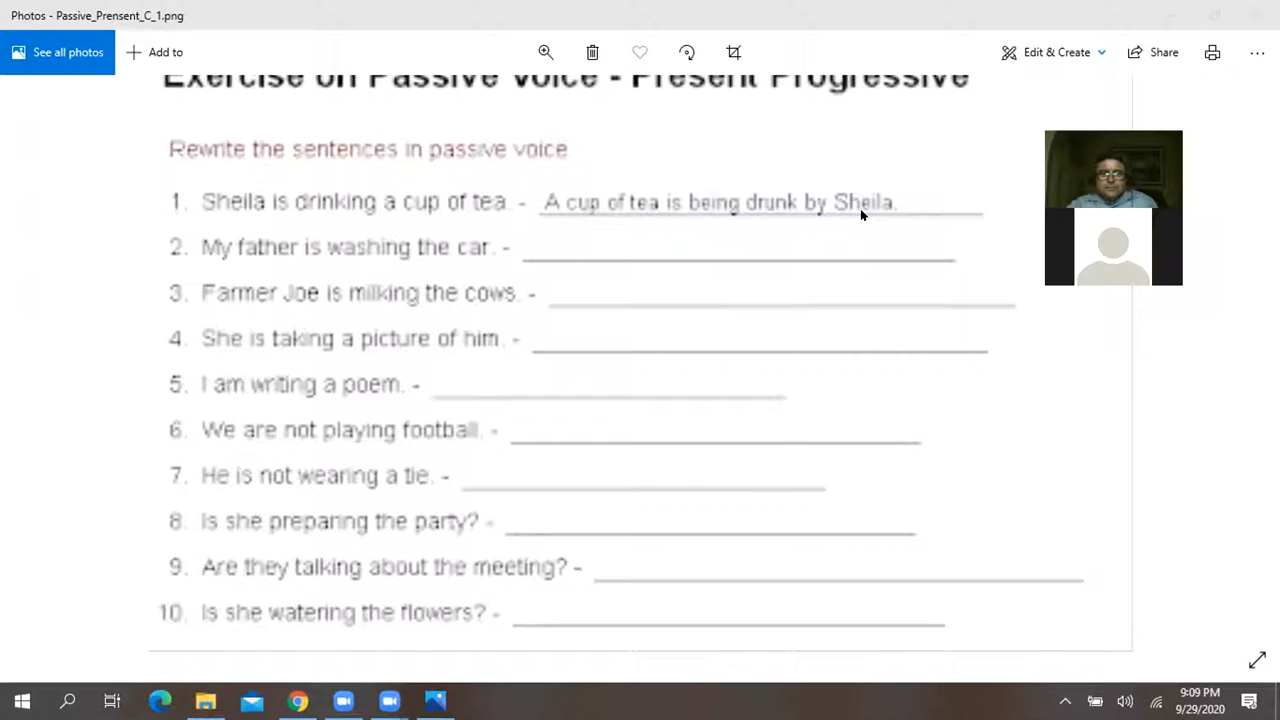 Photos - Passive_Prensent_C_1.png
See all photos
Add to
Edit & Create
Share
Exercise on Passive Voice - Present Progressive
Rewrite the sentences in passive voice
1. Sheila is drinking a cup of tea. - A cup of tea is being drunk by Sheila.
2. My father is washing the car. -
3. Farmer Joe is milking the cows. -
4. She is taking a picture of him. -
5. I am writing a poem. -
6. We are not playing football. -
7. He is not wearing a tie. -
8. Is she preparing the party? -
9. Are they talking about the meeting? -
10. Is she watering the flowers? -
9:09 PM
9/29/2020